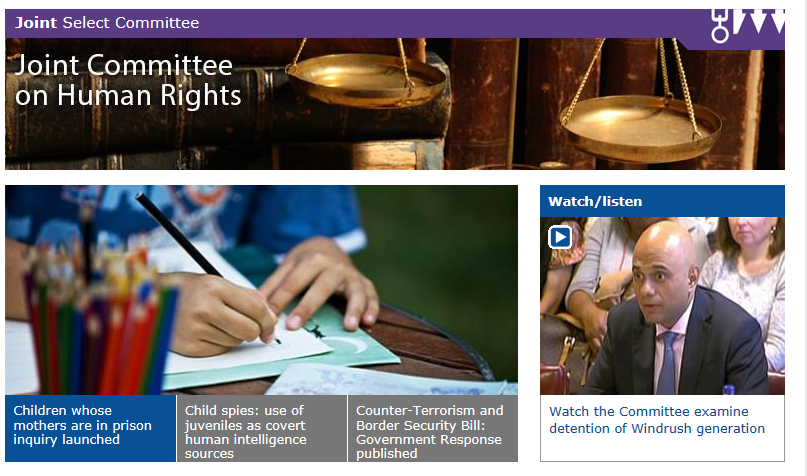 Joint Select Committee
Joint Committee
on Human Rights
Children whose
mothers are in prison
inquiry launched
Child spies: use of
juveniles as covert
human intelligence
sources
Counter-Terrorism and
Border Security Bill:
Government Response
published
Watch/listen
Watch the Committee examine
detention of Windrush generation